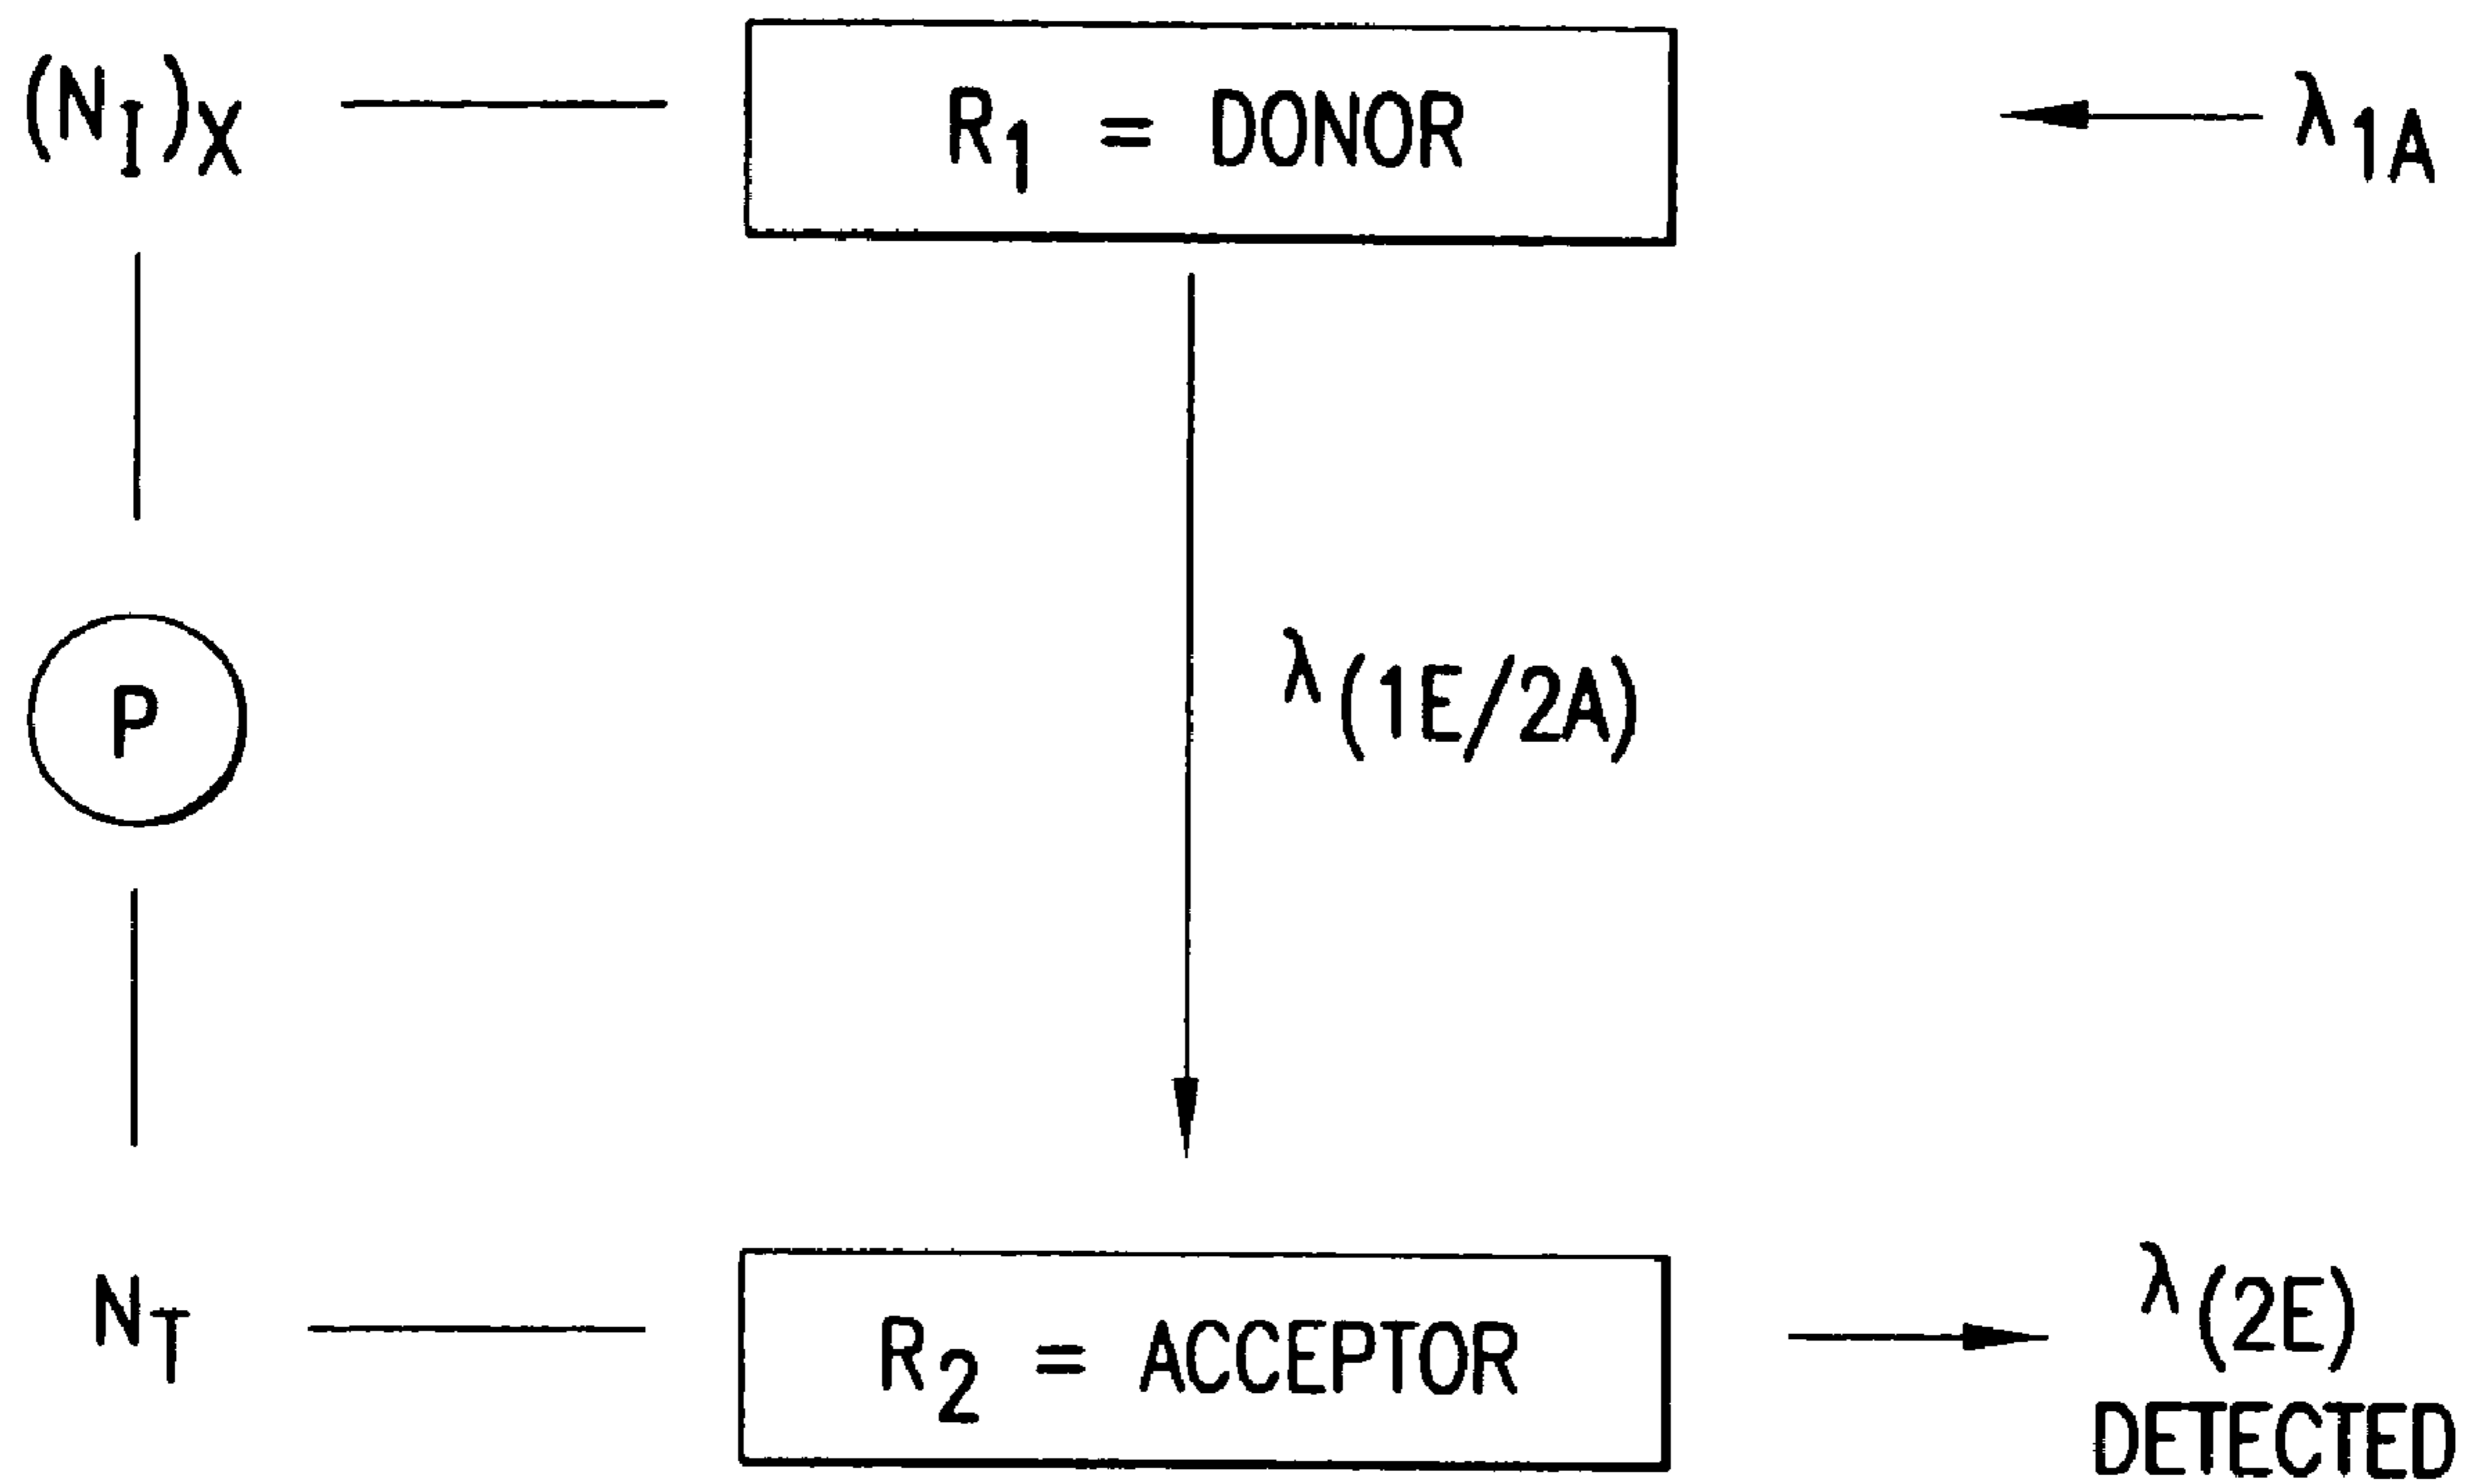 (N_I)_X R_1 = DONOR λ_1A
P λ_(1E/2A)
N_T R_2 = ACCEPTOR λ_(2E)
DETECTED